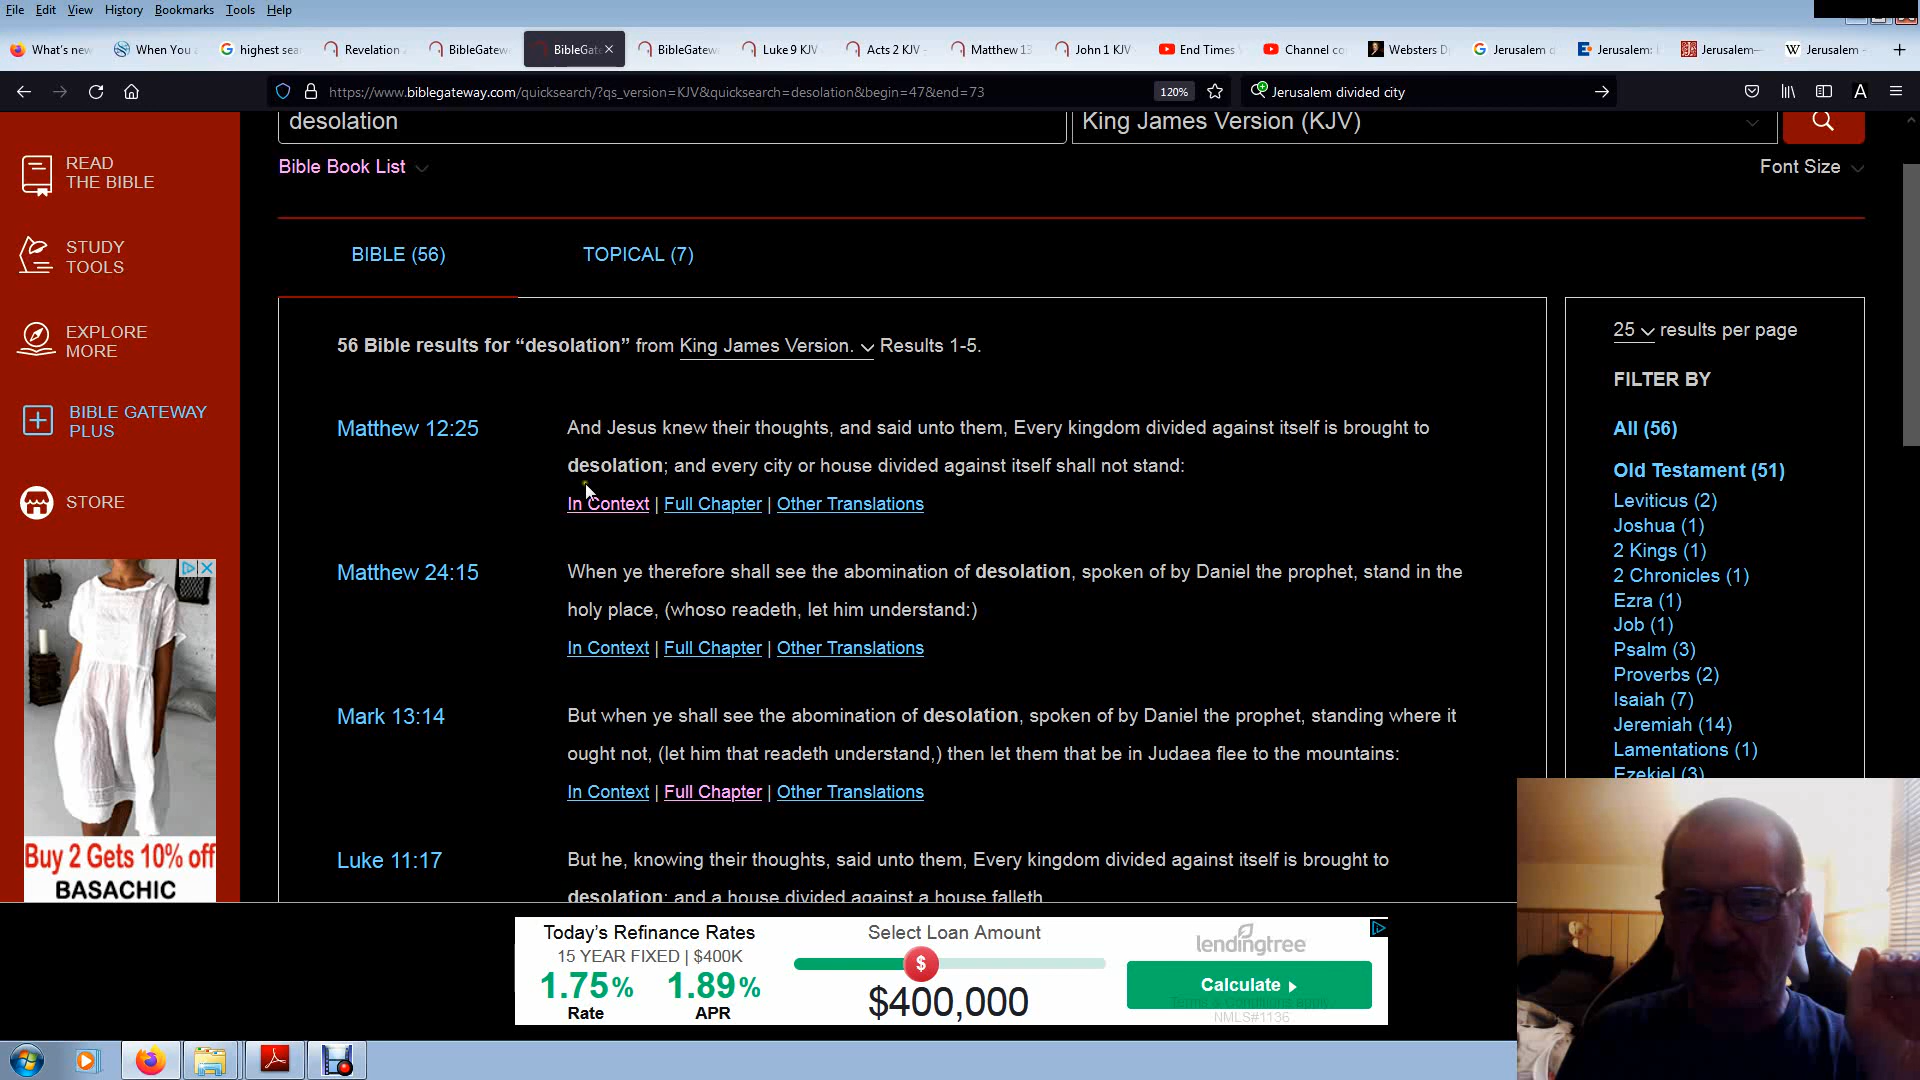 File Edit View History Bookmarks Tools Help
What's new
When You
highest sea
Revelation
BibleGatew
BibleGate
BibleGatew
Luke 9 KJV
Acts 2 KJV -
Matthew 13
John 1 KJV
End Times
Channel co
Websters D
Jerusalem d
Jerusalem:
Jerusalem—
Jerusalem -
https://www.biblegateway.com/quicksearch/?qs_version=KJV&quicksearch=desolation&begin=47&end=73
120%
Jerusalem divided city
desolation
King James Version (KJV)
Bible Book List
Font Size
READ
THE BIBLE
STUDY
TOOLS
EXPLORE
MORE
BIBLE GATEWAY
PLUS
STORE
BIBLE (56)
TOPICAL (7)
56 Bible results for “desolation” from King James Version. Results 1-5.
Matthew 12:25
And Jesus knew their thoughts, and said unto them, Every kingdom divided against itself is brought to
desolation; and every city or house divided against itself shall not stand:
In Context | Full Chapter | Other Translations
Matthew 24:15
When ye therefore shall see the abomination of desolation, spoken of by Daniel the prophet, stand in the
holy place, (whoso readeth, let him understand:)
In Context | Full Chapter | Other Translations
Mark 13:14
But when ye shall see the abomination of desolation, spoken of by Daniel the prophet, standing where it
ought not, (let him that readeth understand,) then let them that be in Judaea flee to the mountains:
In Context | Full Chapter | Other Translations
Luke 11:17
But he, knowing their thoughts, said unto them, Every kingdom divided against itself is brought to
desolation; and a house divided against a house falleth.
25 results per page
FILTER BY
All (56)
Old Testament (51)
Leviticus (2)
Joshua (1)
2 Kings (1)
2 Chronicles (1)
Ezra (1)
Job (1)
Psalm (3)
Proverbs (2)
Isaiah (7)
Jeremiah (14)
Lamentations (1)
Ezekiel (3)
Buy 2 Gets 10% off
BASACHIC
Today's Refinance Rates
15 YEAR FIXED | $400K
1.75% 1.89%
Rate APR
Select Loan Amount
$
$400,000
lendingtree
Calculate
Terms & Conditions apply.
NMLS#1136